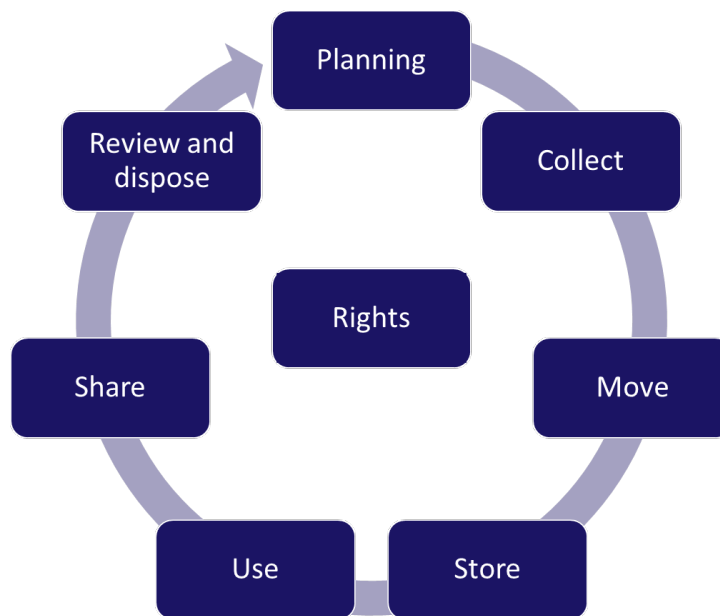 Planning
Collect
Move
Store
Use
Share
Review and
dispose
Rights